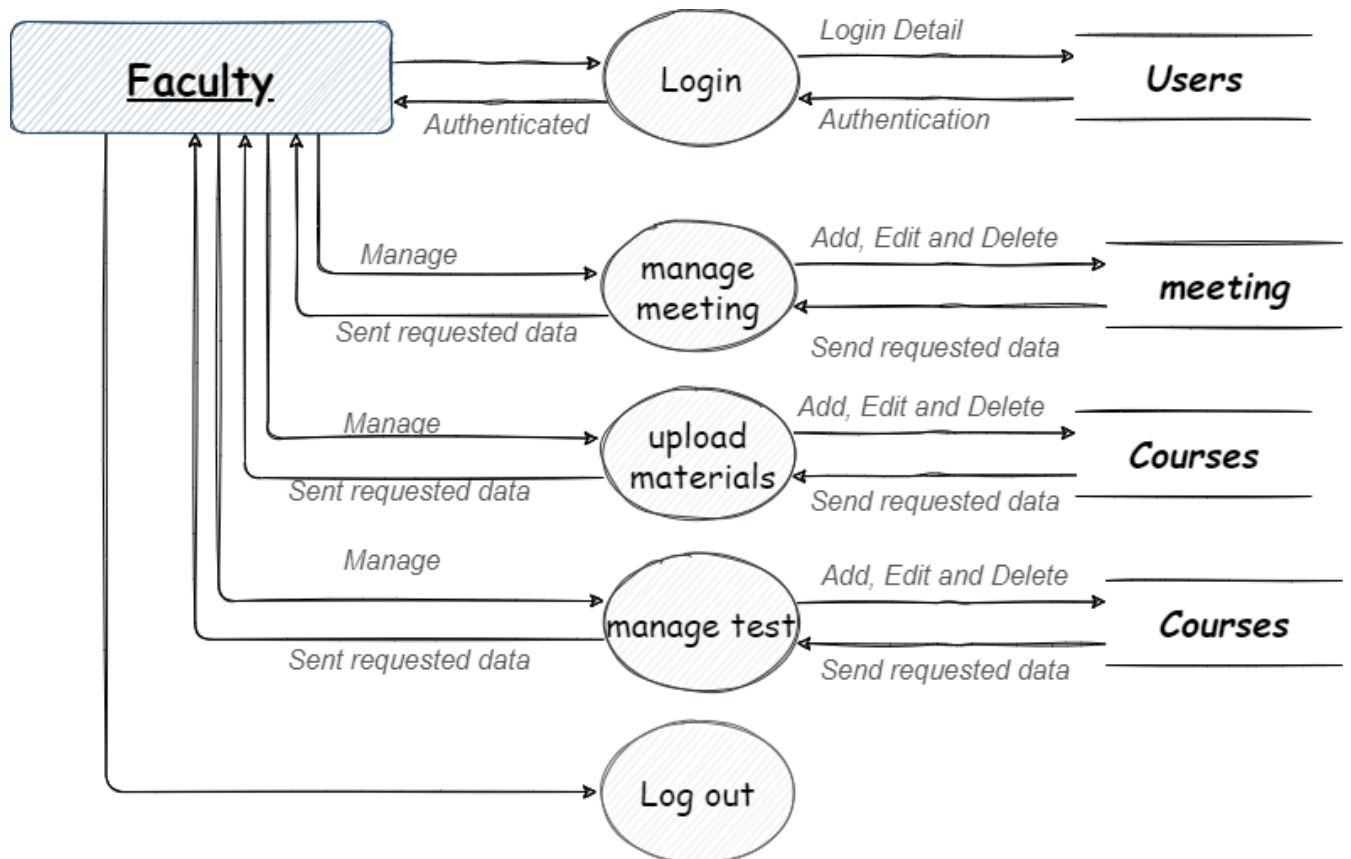 Faculty
Login
Login Detail
Users
Authenticated
Authentication
Manage
manage
meeting
Add, Edit and Delete
meeting
Sent requested data
Send requested data
Manage
upload
materials
Add, Edit and Delete
Courses
Sent requested data
Send requested data
Manage
manage test
Add, Edit and Delete
Courses
Sent requested data
Send requested data
Log out